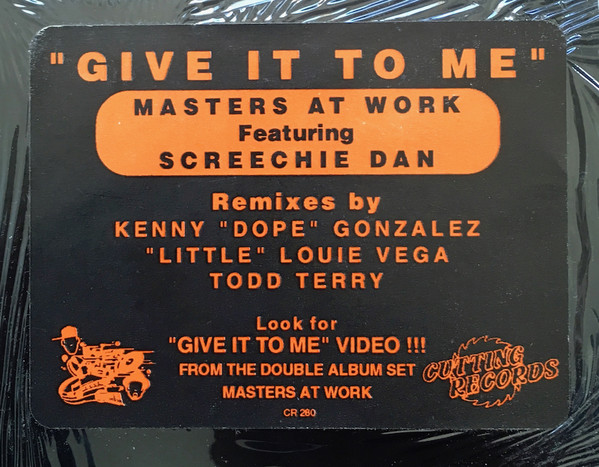 "GIVE IT TO ME"
MASTERS AT WORK
Featuring
SCREECHIE DAN
Remixes by
KENNY "DOPE" GONZALEZ
"LITTLE" LOUIE VEGA
TODD TERRY
Look for
"GIVE IT TO ME" VIDEO !!!
FROM THE DOUBLE ALBUM SET
MASTERS AT WORK
CR 260
CUTTING
RECORDS